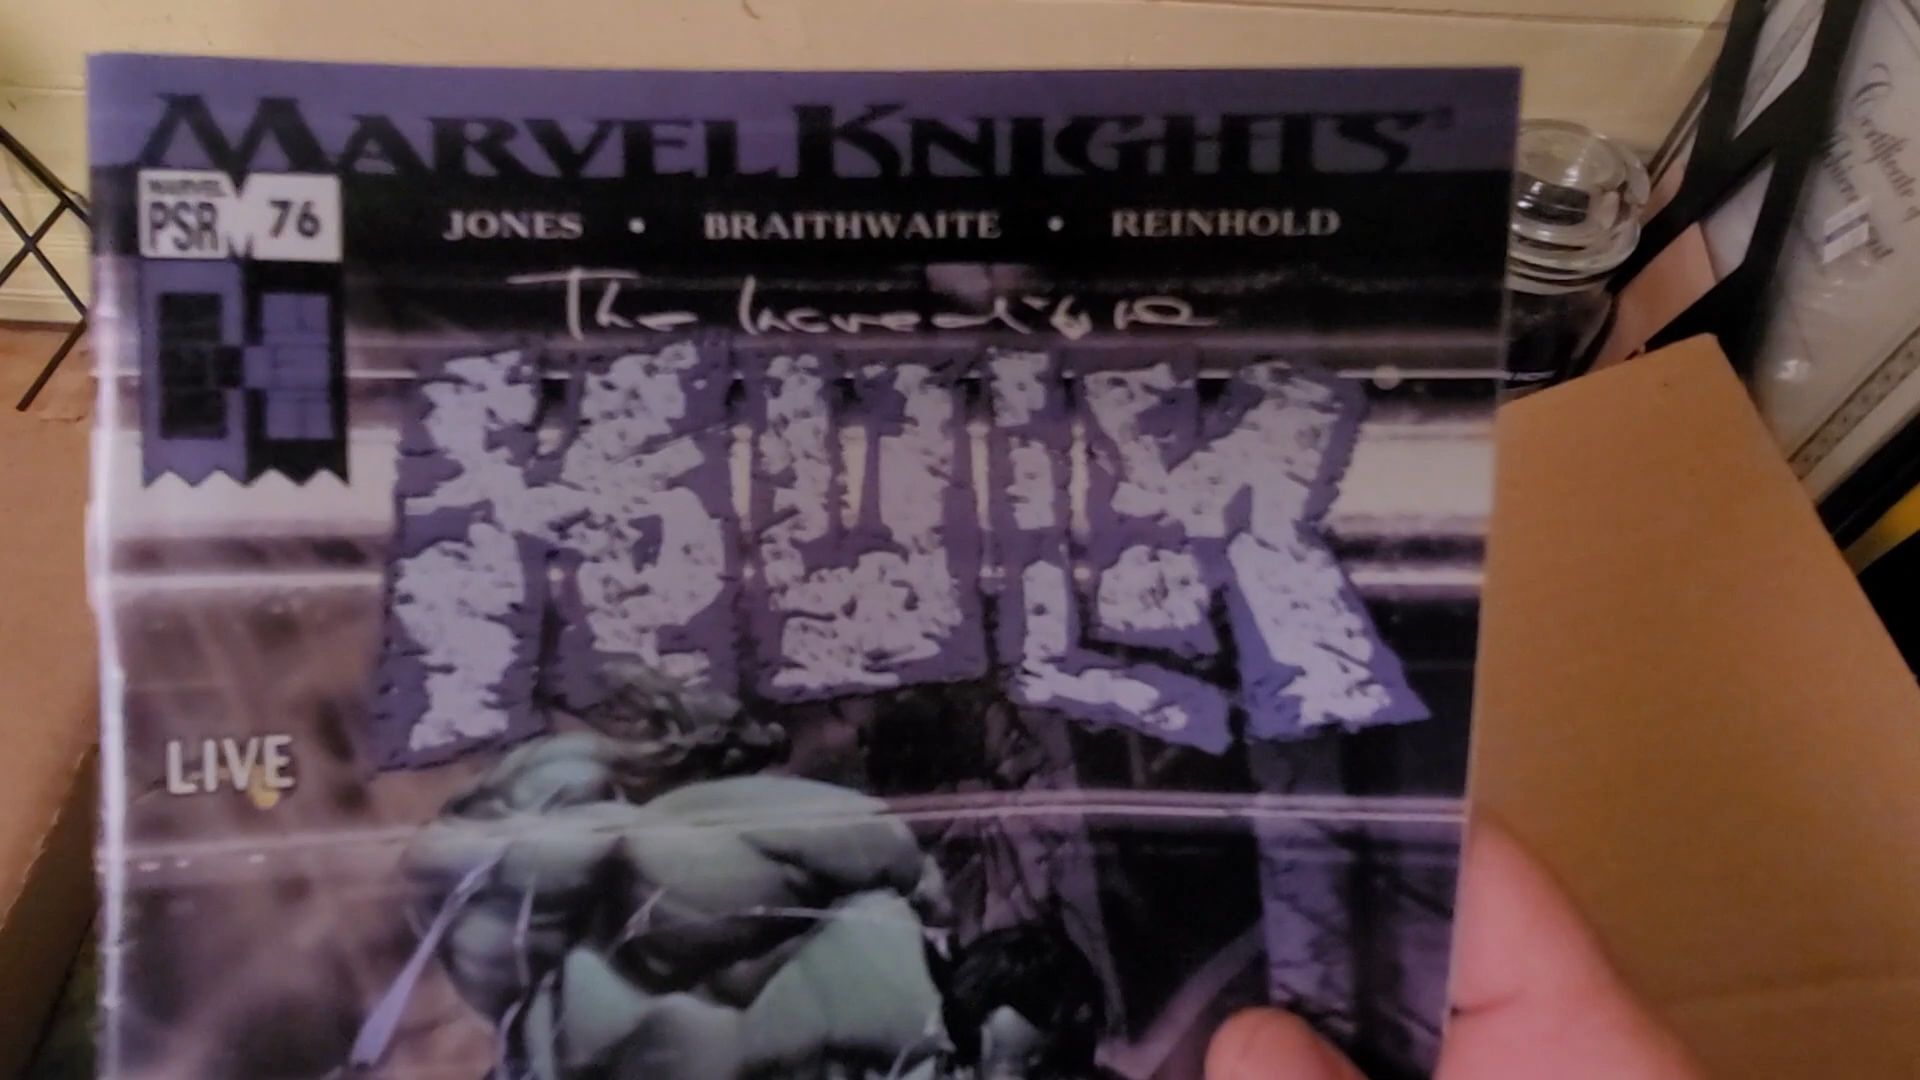 MARVEL KNIGHTS
MARVEL
PSR 76
JONES • BRAITHWAITE • REINHOLD
The Incredible
HULK
LIVE